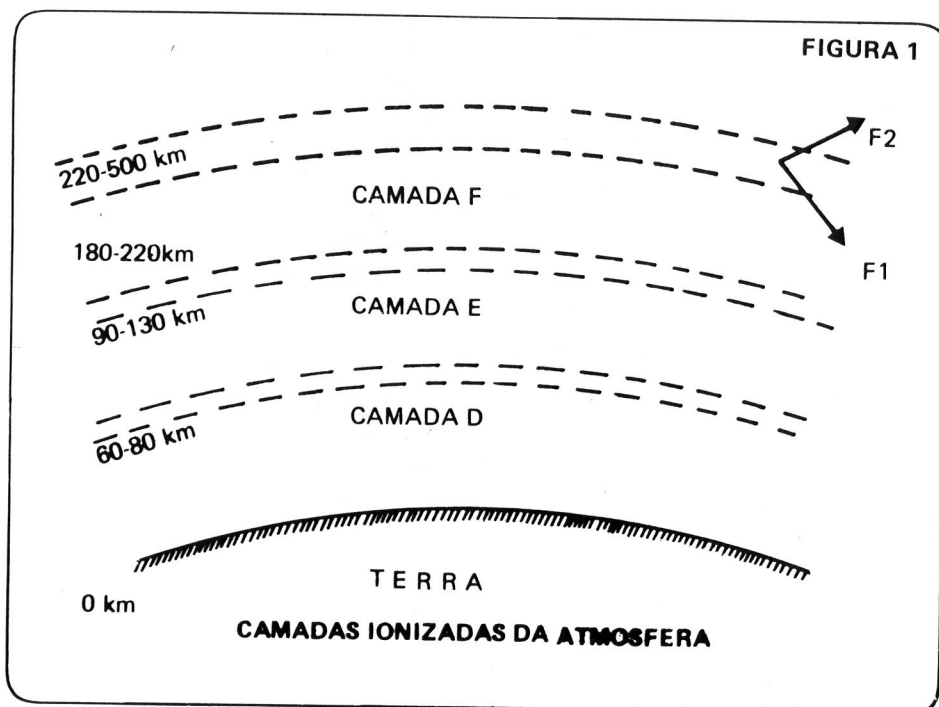 FIGURA 1
F2
220-500 km
CAMADA F
180-220km
F1
90-130 km
CAMADA E
60-80 km
CAMADA D
TERRA
0 km
CAMADAS IONIZADAS DA ATMOSFERA